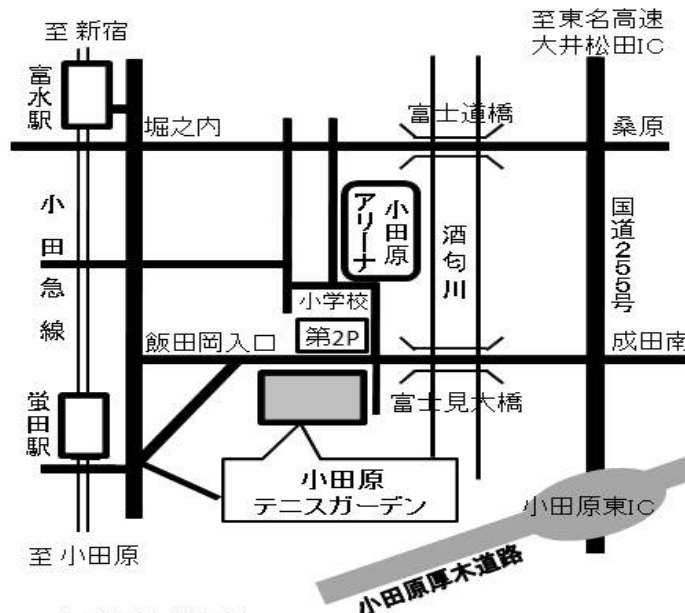 至 新宿
至東名高速
大井松田IC
富水駅
堀之内
富士道橋
桑原
小田急線
小田原
アリーナ
酒匂川
国道255号
小学校
第2P
飯田岡入口
成田南
富士見大橋
螢田駅
小田原
テニスガーデン
小田原東IC
至 小田原
小田原厚木道路